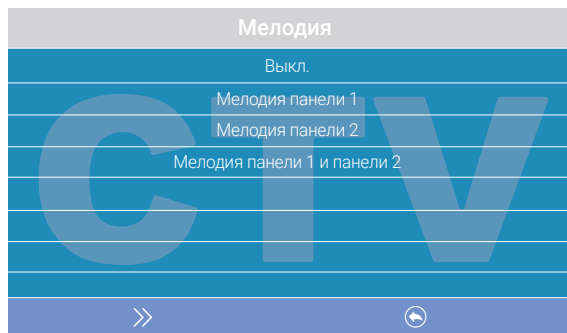 Мелодия
Выкл.
Мелодия панели 1
Мелодия панели 2
Мелодия панели 1 и панели 2
CTV